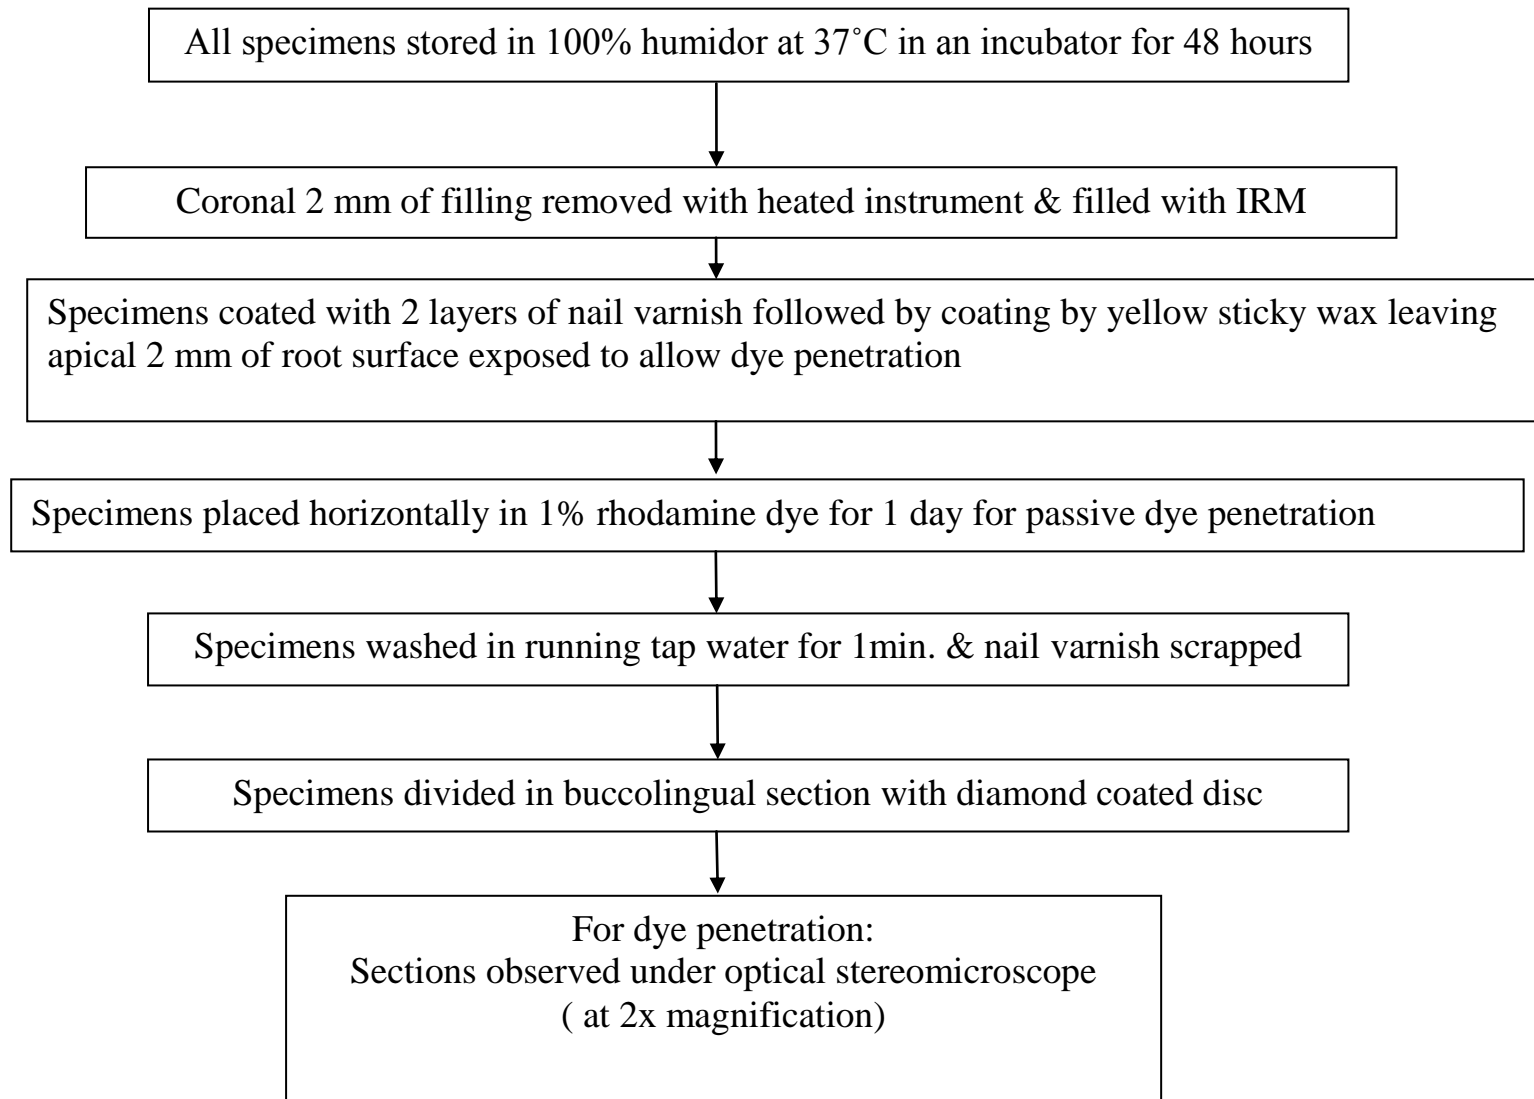 All specimens stored in 100% humidor at 37˚C in an incubator for 48 hours
Coronal 2 mm of filling removed with heated instrument & filled with IRM
Specimens coated with 2 layers of nail varnish followed by coating by yellow sticky wax leaving
apical 2 mm of root surface exposed to allow dye penetration
Specimens placed horizontally in 1% rhodamine dye for 1 day for passive dye penetration
Specimens washed in running tap water for 1min. & nail varnish scrapped
Specimens divided in buccolingual section with diamond coated disc
For dye penetration:
Sections observed under optical stereomicroscope
( at 2x magnification)